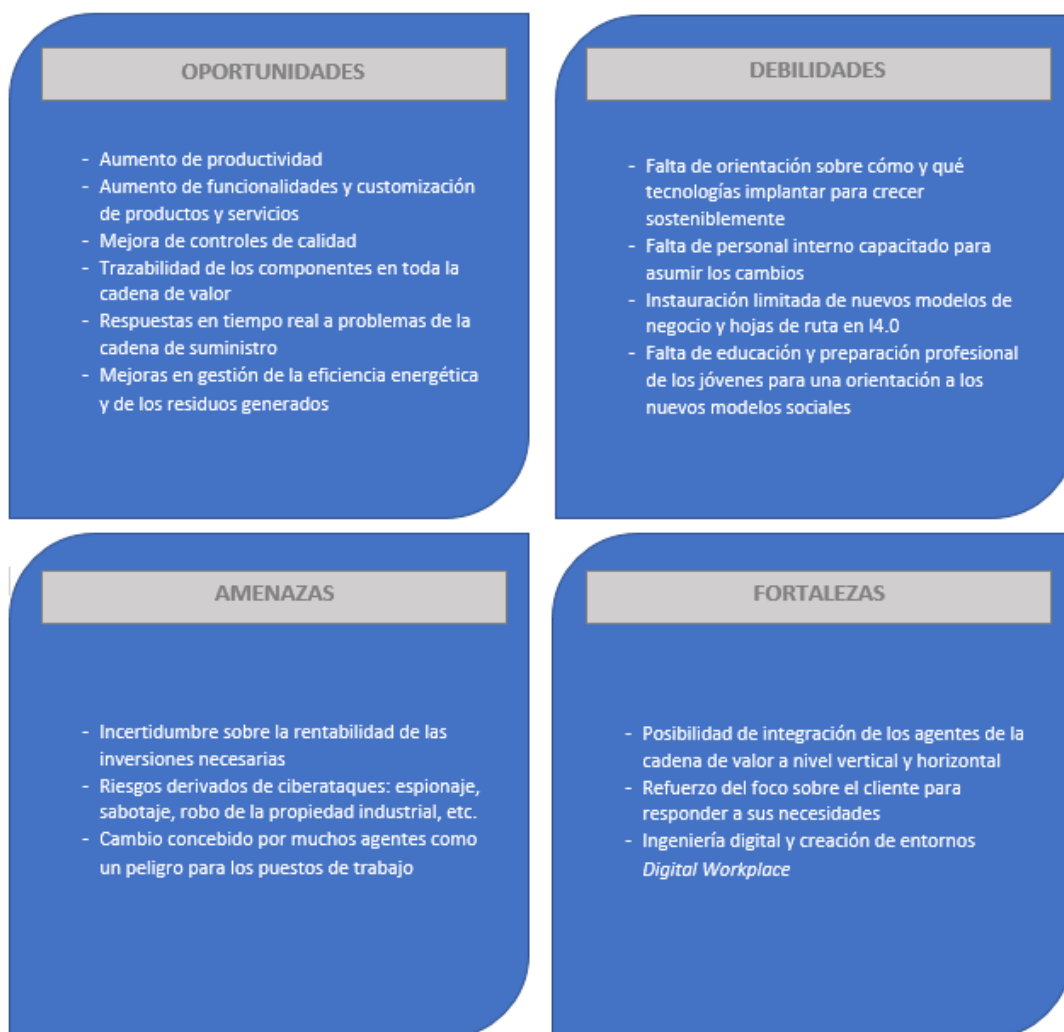 OPORTUNIDADES
- Aumento de productividad
- Aumento de funcionalidades y customización
de productos y servicios
- Mejora de controles de calidad
- Trazabilidad de los componentes en toda la
cadena de valor
- Respuestas en tiempo real a problemas de la
cadena de suministro
- Mejoras en gestión de la eficiencia energética
y de los residuos generados
DEBILIDADES
- Falta de orientación sobre cómo y qué
tecnologías implantar para crecer
sosteniblemente
- Falta de personal interno capacitado para
asumir los cambios
- Instauración limitada de nuevos modelos de
negocio y hojas de ruta en I4.0
- Falta de educación y preparación profesional
de los jóvenes para una orientación a los
nuevos modelos sociales
AMENAZAS
- Incertidumbre sobre la rentabilidad de las
inversiones necesarias
- Riesgos derivados de ciberataques: espionaje,
sabotaje, robo de la propiedad industrial, etc.
- Cambio concebido por muchos agentes como
un peligro para los puestos de trabajo
FORTALEZAS
- Posibilidad de integración de los agentes de la
cadena de valor a nivel vertical y horizontal
- Refuerzo del foco sobre el cliente para
responder a sus necesidades
- Ingeniería digital y creación de entornos
Digital Workplace